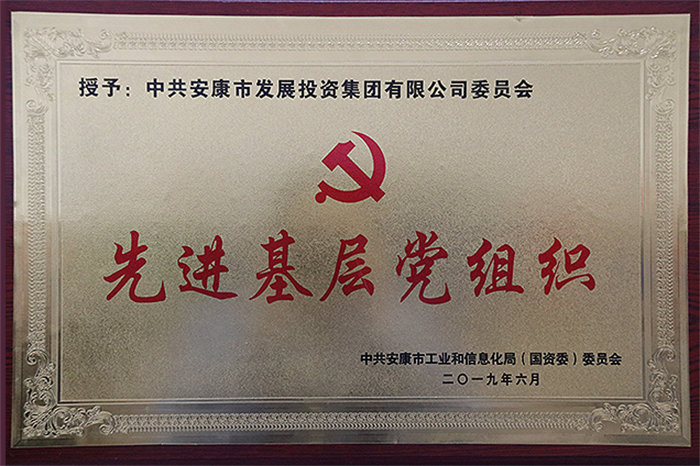 授予：中共安康市发展投资集团有限公司委员会
先进基层党组织
中共安康市工业和信息化局（国资委）委员会
二〇一九年六月